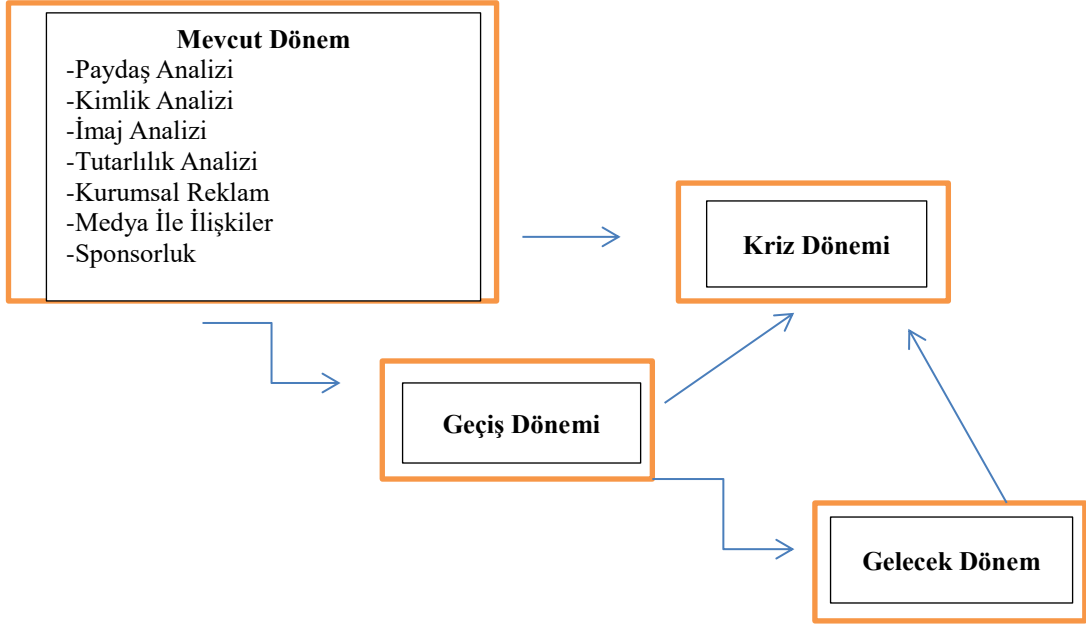 Mevcut Dönem
-Paydaş Analizi
-Kimlik Analizi
-İmaj Analizi
-Tutarlılık Analizi
-Kurumsal Reklam
-Medya İle İlişkiler
-Sponsorluk
Kriz Dönemi
Geçiş Dönemi
Gelecek Dönem